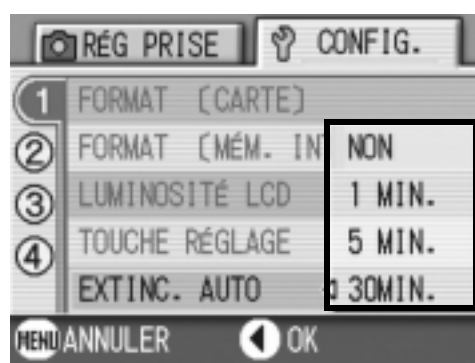 RÉG PRISE CONFIG.
1 FORMAT [CARTE]
2 FORMAT [MÉM. IN NON
3 LUMINOSITÉ LCD 1 MIN.
4 TOUCHE RÉGLAGE 5 MIN.
EXTINC. AUTO 30MIN.
MENU ANNULER OK